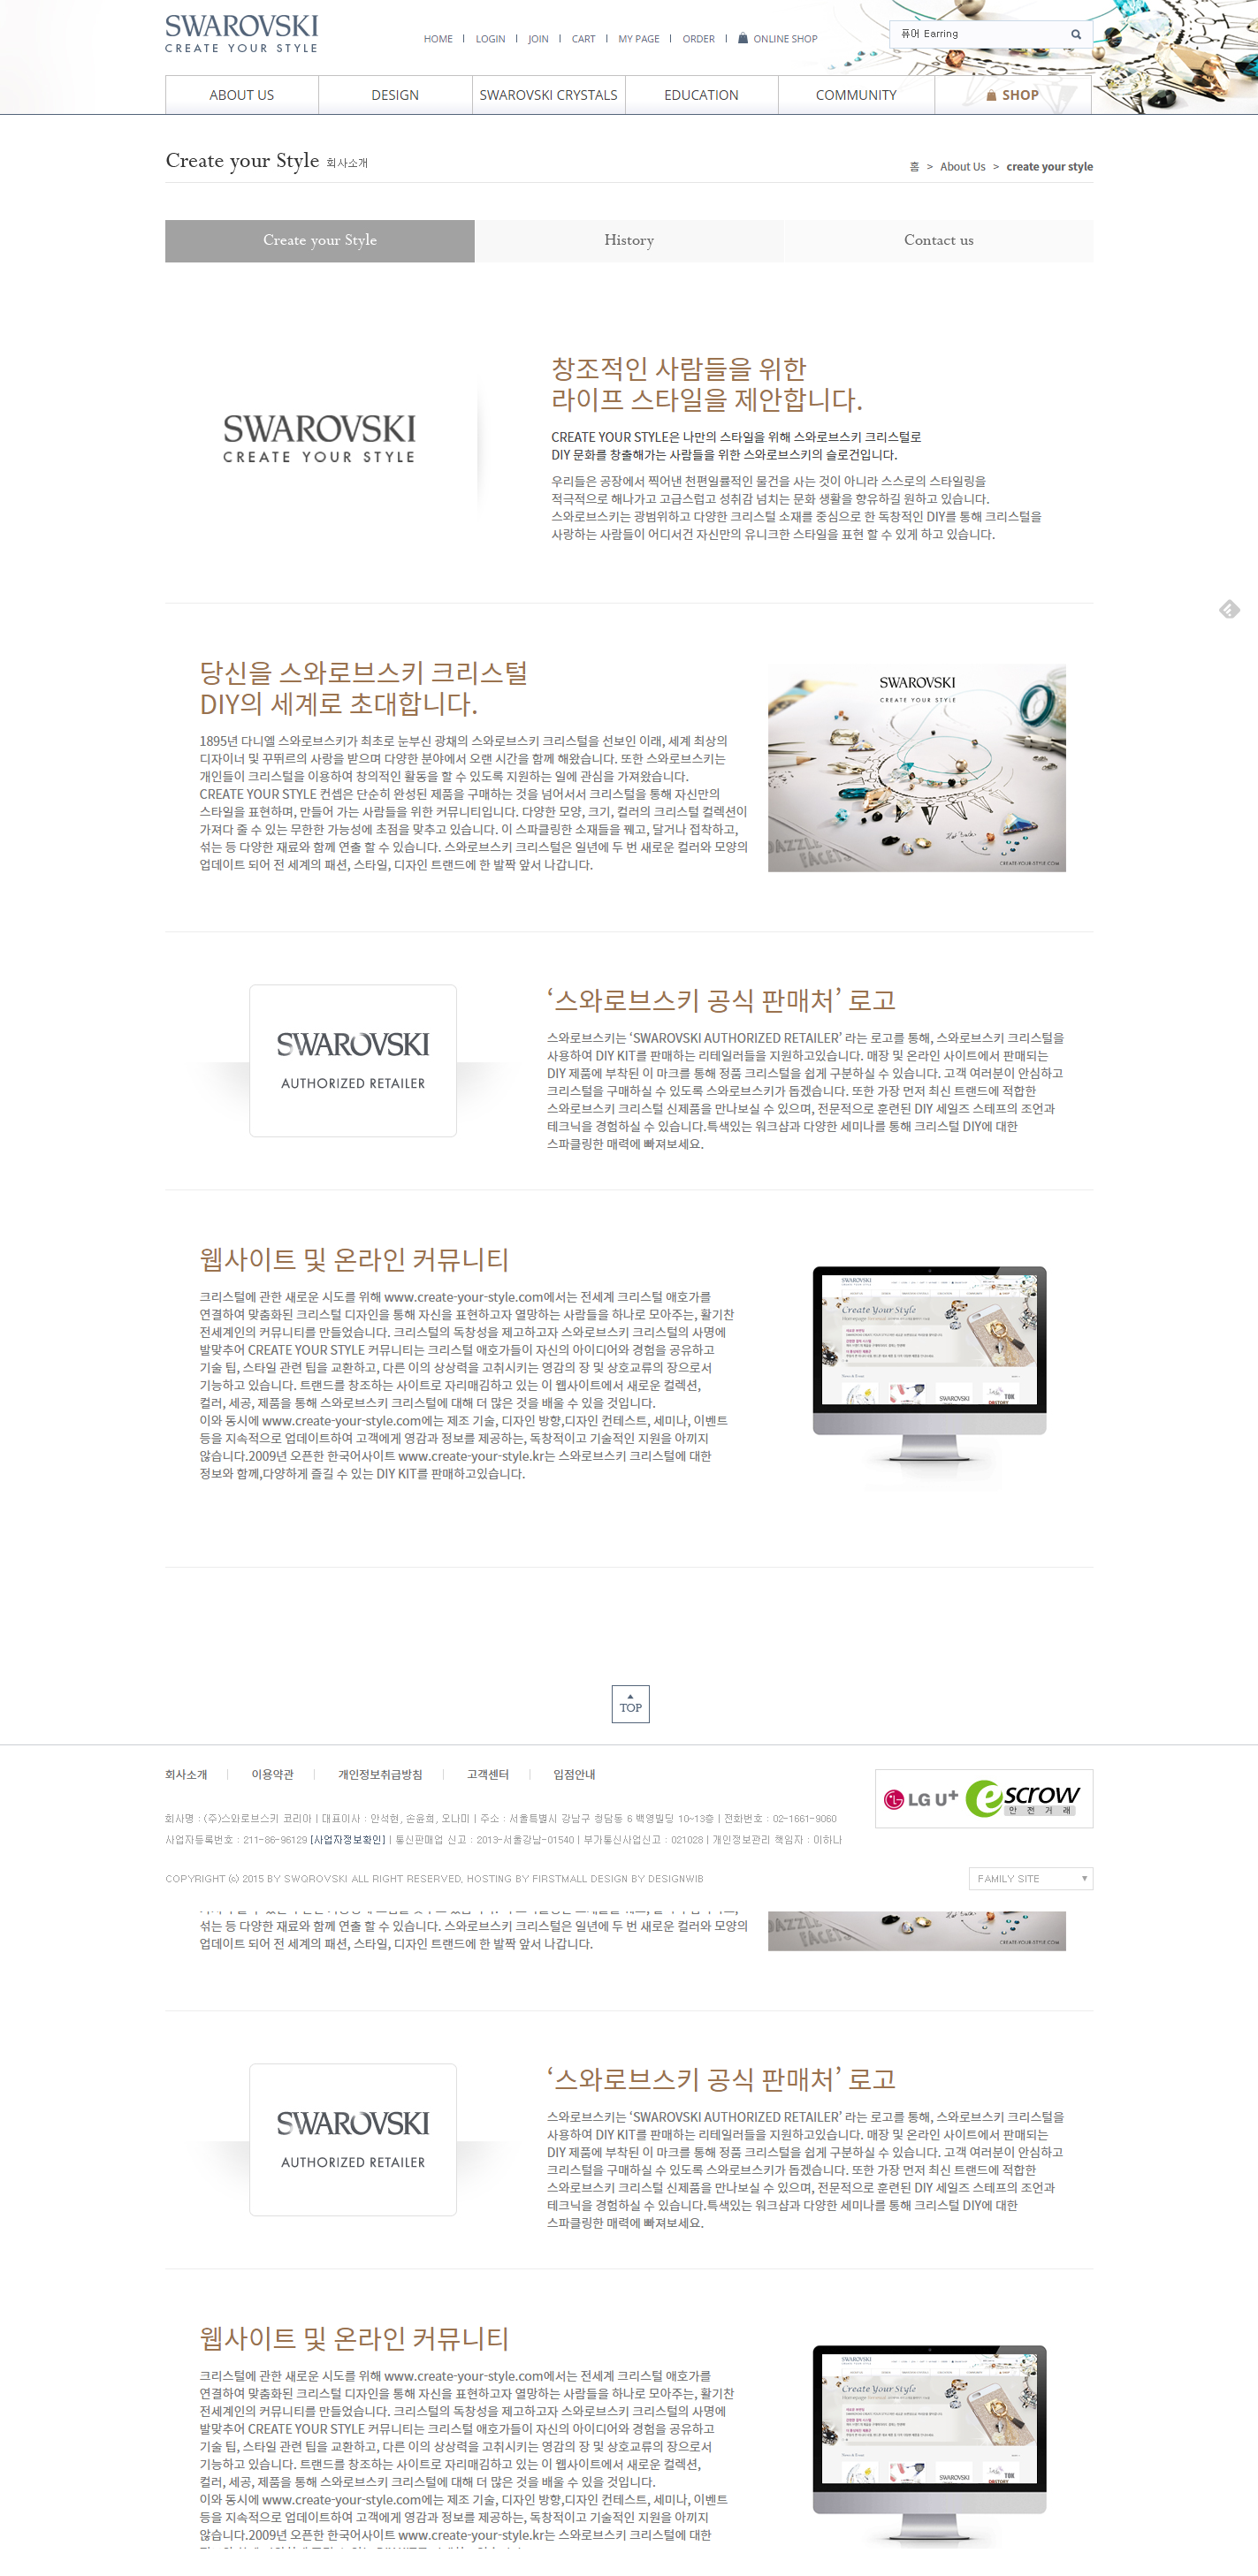 SWAROVSKI
CREATE YOUR STYLE
HOME | LOGIN | JOIN | CART | MY PAGE | ORDER | ONLINE SHOP
퓨어 Earring
ABOUT US
DESIGN
SWAROVSKI CRYSTALS
EDUCATION
COMMUNITY
SHOP
Create your Style 회사소개
홈 > About Us > create your style
Create your Style
History
Contact us
SWAROVSKI
CREATE YOUR STYLE
창조적인 사람들을 위한
라이프 스타일을 제안합니다.
CREATE YOUR STYLE은 나만의 스타일을 위해 스와로브스키 크리스털로
DIY 문화를 창출해가는 사람들을 위한 스와로브스키의 슬로건입니다.
우리들은 공장에서 찍어낸 천편일률적인 물건을 사는 것이 아니라 스스로의 스타일링을
적극적으로 해나가고 고급스럽고 성취감 넘치는 문화 생활을 향유하길 원하고 있습니다.
스와로브스키는 광범위하고 다양한 크리스털 소재를 중심으로 한 독창적인 DIY를 통해 크리스털을
사랑하는 사람들이 어디서건 자신만의 유니크한 스타일을 표현 할 수 있게 하고 있습니다.
당신을 스와로브스키 크리스털
DIY의 세계로 초대합니다.
1895년 다니엘 스와로브스키가 최초로 눈부신 광채의 스와로브스키 크리스털을 선보인 이래, 세계 최상의
디자이너 및 꾸뛰르의 사랑을 받으며 다양한 분야에서 오랜 시간을 함께 해왔습니다. 또한 스와로브스키는
개인들이 크리스털을 이용하여 창의적인 활동을 할 수 있도록 지원하는 일에 관심을 가져왔습니다.
CREATE YOUR STYLE 컨셉은 단순히 완성된 제품을 구매하는 것을 넘어서서 크리스털을 통해 자신만의
스타일을 표현하며, 만들어 가는 사람들을 위한 커뮤니티입니다. 다양한 모양, 크기, 컬러의 크리스털 컬렉션이
가져다 줄 수 있는 무한한 가능성에 초점을 맞추고 있습니다. 이 스파클링한 소재들을 꿰고, 달거나 접착하고,
섞는 등 다양한 재료와 함께 연출 할 수 있습니다. 스와로브스키 크리스털은 일년에 두 번 새로운 컬러와 모양의
업데이트 되어 전 세계의 패션, 스타일, 디자인 트랜드에 한 발짝 앞서 나갑니다.
SWAROVSKI
CREATE YOUR STYLE
DAZZLE
FACETS
CREATE-YOUR-STYLE.COM
SWAROVSKI
AUTHORIZED RETAILER
‘스와로브스키 공식 판매처’ 로고
스와로브스키는 ‘SWAROVSKI AUTHORIZED RETAILER’ 라는 로고를 통해, 스와로브스키 크리스털을
사용하여 DIY KIT를 판매하는 리테일러들을 지원하고있습니다. 매장 및 온라인 사이트에서 판매되는
DIY 제품에 부착된 이 마크를 통해 정품 크리스털을 쉽게 구분하실 수 있습니다. 고객 여러분이 안심하고
크리스털을 구매하실 수 있도록 스와로브스키가 돕겠습니다. 또한 가장 먼저 최신 트랜드에 적합한
스와로브스키 크리스털 신제품을 만나보실 수 있으며, 전문적으로 훈련된 DIY 세일즈 스테프의 조언과
테크닉을 경험하실 수 있습니다.특색있는 워크샵과 다양한 세미나를 통해 크리스털 DIY에 대한
스파클링한 매력에 빠져보세요.
웹사이트 및 온라인 커뮤니티
크리스털에 관한 새로운 시도를 위해 www.create-your-style.com에서는 전세계 크리스털 애호가를
연결하여 맞춤화된 크리스털 디자인을 통해 자신을 표현하고자 열망하는 사람들을 하나로 모아주는, 활기찬
전세계인의 커뮤니티를 만들었습니다. 크리스털의 독창성을 제고하고자 스와로브스키 크리스털의 사명에
발맞추어 CREATE YOUR STYLE 커뮤니티는 크리스털 애호가들이 자신의 아이디어와 경험을 공유하고
기술 팁, 스타일 관련 팁을 교환하고, 다른 이의 상상력을 고취시키는 영감의 장 및 상호교류의 장으로서
기능하고 있습니다. 트랜드를 창조하는 사이트로 자리매김하고 있는 이 웹사이트에서 새로운 컬렉션,
컬러, 세공, 제품을 통해 스와로브스키 크리스털에 대해 더 많은 것을 배울 수 있을 것입니다.
이와 동시에 www.create-your-style.com에는 제조 기술, 디자인 방향,디자인 컨테스트, 세미나, 이벤트
등을 지속적으로 업데이트하여 고객에게 영감과 정보를 제공하는, 독창적이고 기술적인 지원을 아끼지
않습니다.2009년 오픈한 한국어사이트 www.create-your-style.kr는 스와로브스키 크리스털에 대한
정보와 함께,다양하게 즐길 수 있는 DIY KIT를 판매하고있습니다.
SWAROVSKI
Create Your Style
SWAROVSKI
TOP
회사소개 | 이용약관 | 개인정보취급방침 | 고객센터 | 입점안내
LG U+ escrow
안전거래
회사명 : (주)스와로브스키 코리아 | 대표이사 : 안석현, 손윤희, 오나미 | 주소 : 서울특별시 강남구 청담동 6 백영빌딩 10~13층 | 전화번호 : 02-1661-9060
사업자등록번호 : 211-86-96129 [사업자정보확인] | 통신판매업 신고 : 2013-서울강남-01540 | 부가통신사업신고 : 021028 | 개인정보관리 책임자 : 이하나
COPYRIGHT (c) 2015 BY SWQROVSKI ALL RIGHT RESERVED, HOSTING BY FIRSTMALL DESIGN BY DESIGNWIB
FAMILY SITE
섞는 등 다양한 재료와 함께 연출 할 수 있습니다. 스와로브스키 크리스털은 일년에 두 번 새로운 컬러와 모양의
업데이트 되어 전 세계의 패션, 스타일, 디자인 트랜드에 한 발짝 앞서 나갑니다.
DAZZLE
FACETS
CREATE-YOUR-STYLE.COM
SWAROVSKI
AUTHORIZED RETAILER
‘스와로브스키 공식 판매처’ 로고
스와로브스키는 ‘SWAROVSKI AUTHORIZED RETAILER’ 라는 로고를 통해, 스와로브스키 크리스털을
사용하여 DIY KIT를 판매하는 리테일러들을 지원하고있습니다. 매장 및 온라인 사이트에서 판매되는
DIY 제품에 부착된 이 마크를 통해 정품 크리스털을 쉽게 구분하실 수 있습니다. 고객 여러분이 안심하고
크리스털을 구매하실 수 있도록 스와로브스키가 돕겠습니다. 또한 가장 먼저 최신 트랜드에 적합한
스와로브스키 크리스털 신제품을 만나보실 수 있으며, 전문적으로 훈련된 DIY 세일즈 스테프의 조언과
테크닉을 경험하실 수 있습니다.특색있는 워크샵과 다양한 세미나를 통해 크리스털 DIY에 대한
스파클링한 매력에 빠져보세요.
웹사이트 및 온라인 커뮤니티
크리스털에 관한 새로운 시도를 위해 www.create-your-style.com에서는 전세계 크리스털 애호가를
연결하여 맞춤화된 크리스털 디자인을 통해 자신을 표현하고자 열망하는 사람들을 하나로 모아주는, 활기찬
전세계인의 커뮤니티를 만들었습니다. 크리스털의 독창성을 제고하고자 스와로브스키 크리스털의 사명에
발맞추어 CREATE YOUR STYLE 커뮤니티는 크리스털 애호가들이 자신의 아이디어와 경험을 공유하고
기술 팁, 스타일 관련 팁을 교환하고, 다른 이의 상상력을 고취시키는 영감의 장 및 상호교류의 장으로서
기능하고 있습니다. 트랜드를 창조하는 사이트로 자리매김하고 있는 이 웹사이트에서 새로운 컬렉션,
컬러, 세공, 제품을 통해 스와로브스키 크리스털에 대해 더 많은 것을 배울 수 있을 것입니다.
이와 동시에 www.create-your-style.com에는 제조 기술, 디자인 방향,디자인 컨테스트, 세미나, 이벤트
등을 지속적으로 업데이트하여 고객에게 영감과 정보를 제공하는, 독창적이고 기술적인 지원을 아끼지
않습니다.2009년 오픈한 한국어사이트 www.create-your-style.kr는 스와로브스키 크리스털에 대한
SWAROVSKI
Create Your Style
SWAROVSKI